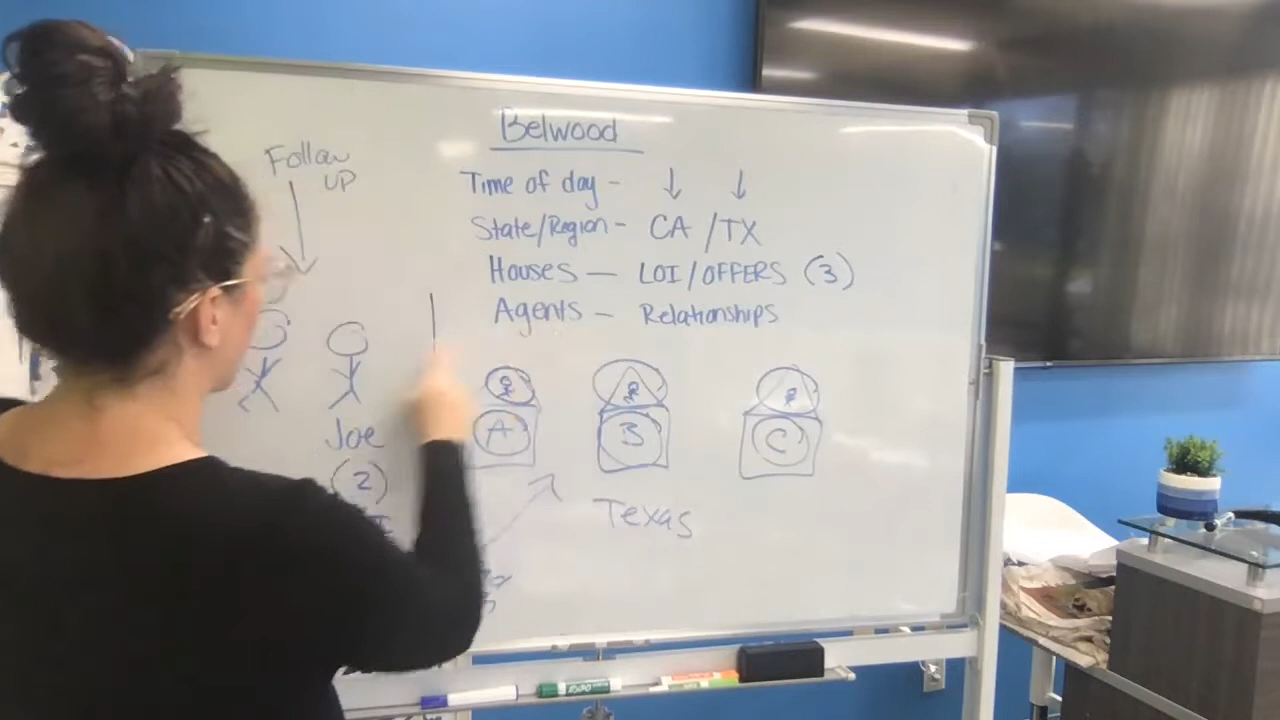 Belwood
Follow
UP
Time of day - ↓ ↓
State/Region - CA / TX
Houses — LOI/OFFERS (3)
Agents - Relationships
Joe
(2)
A
B
C
Texas